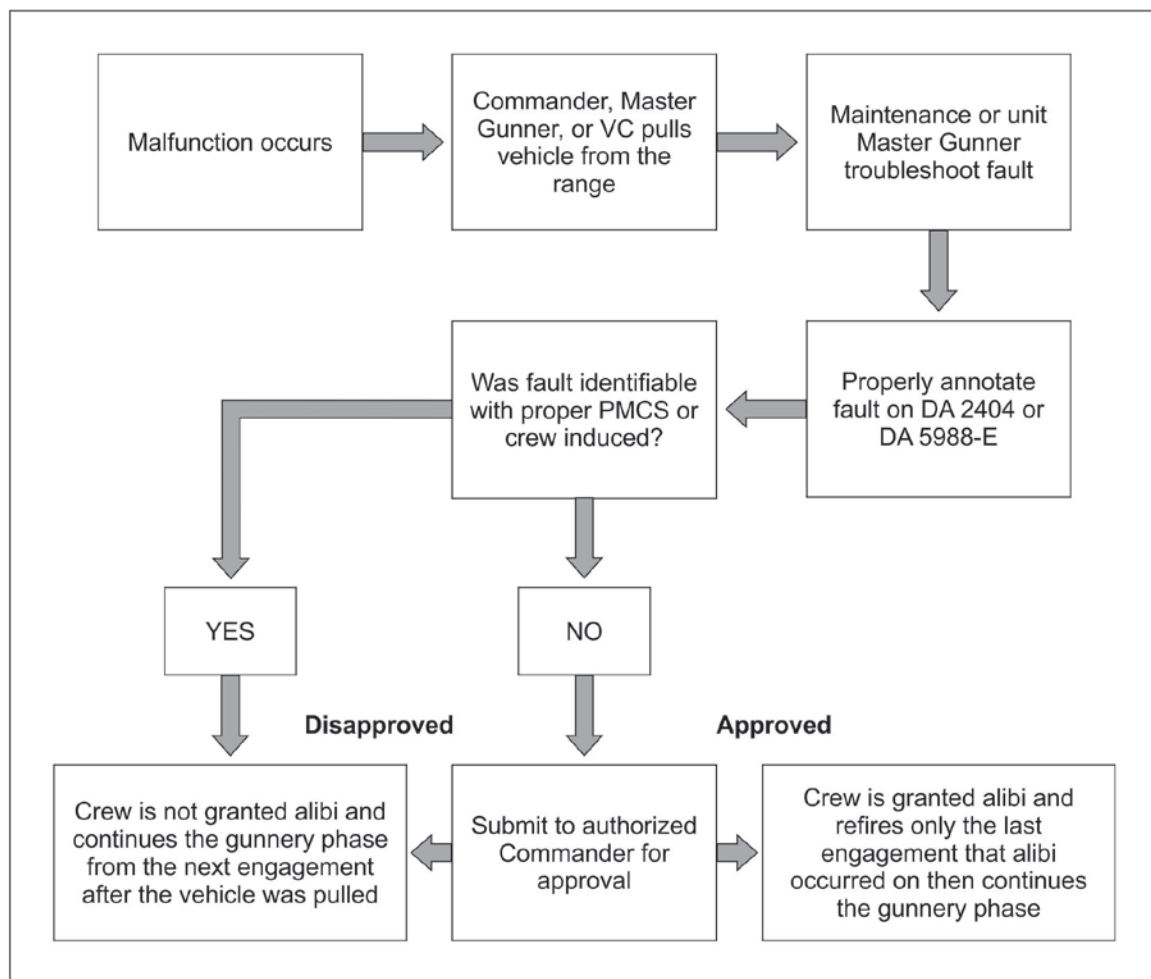 Malfunction occurs
Commander, Master
Gunner, or VC pulls
vehicle from the
range
Maintenance or unit
Master Gunner
troubleshoot fault
Properly annotate
fault on DA 2404 or
DA 5988-E
Was fault identifiable
with proper PMCS or
crew induced?
YES
NO
Disapproved
Approved
Crew is not granted alibi and
continues the gunnery phase
from the next engagement
after the vehicle was pulled
Submit to authorized
Commander for
approval
Crew is granted alibi and
refires only the last
engagement that alibi
occurred on then continues
the gunnery phase